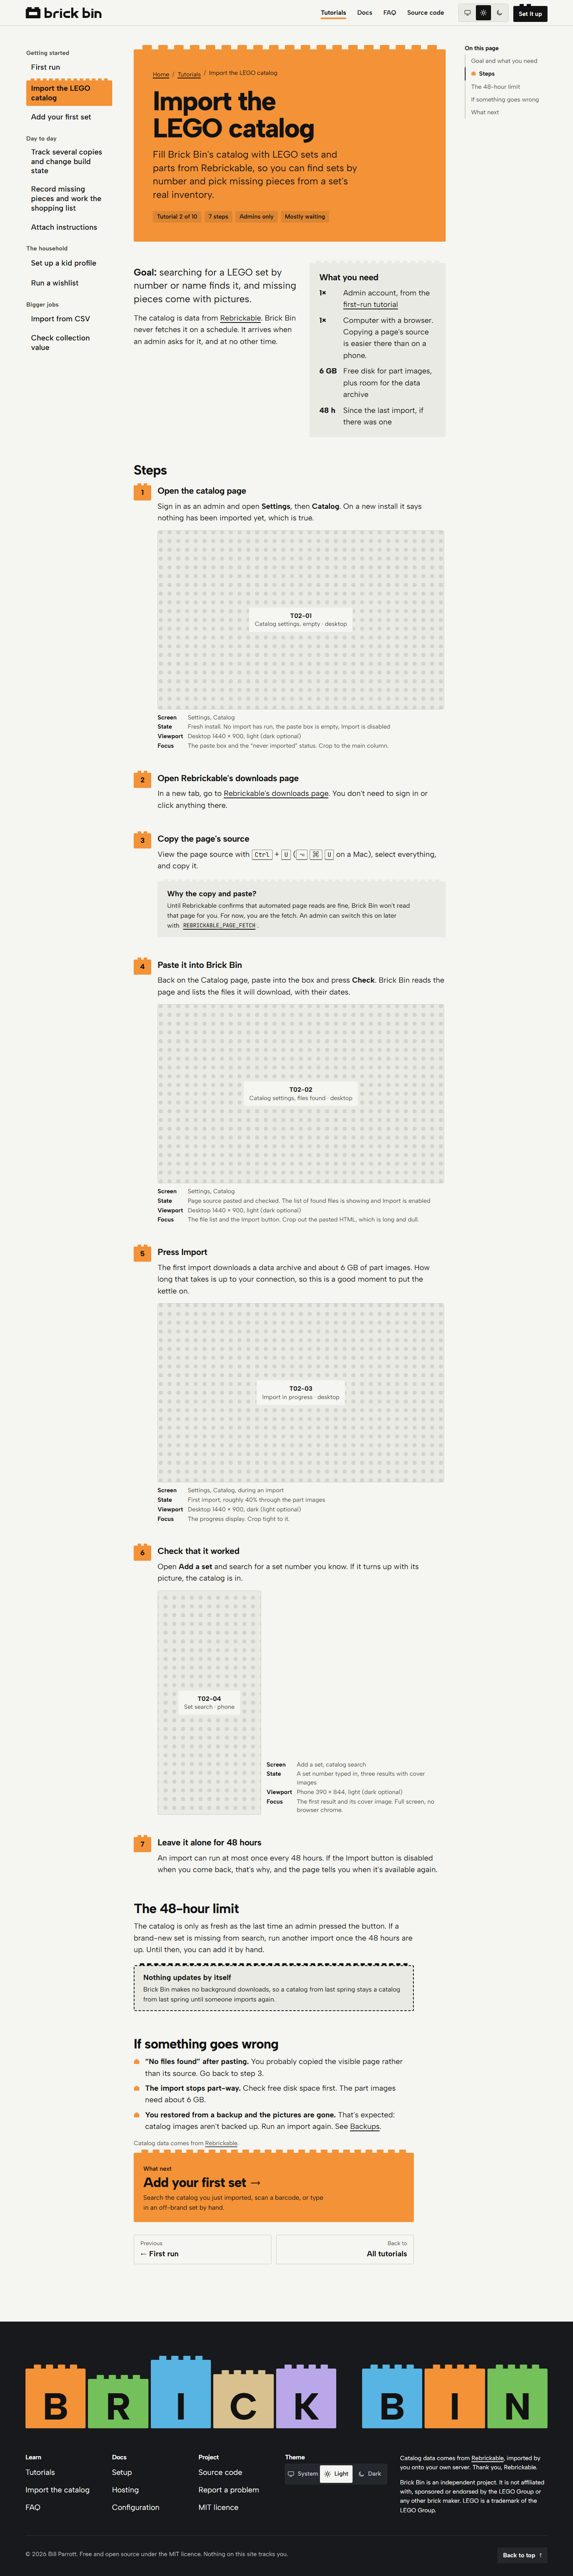 brick bin
Tutorials Docs FAQ Source code Set it up
Getting started
First run
Import the LEGO
catalog
Add your first set
Day to day
Track several copies
and change build
state
Record missing
pieces and work the
shopping list
Attach instructions
The household
Set up a kid profile
Run a wishlist
Bigger jobs
Import from CSV
Check collection
value
Home / Tutorials / Import the LEGO catalog
Import the
LEGO catalog
Fill Brick Bin's catalog with LEGO sets and
parts from Rebrickable, so you can find sets by
number and pick missing pieces from a set's
real inventory.
Tutorial 2 of 10 7 steps Admins only Mostly waiting
On this page
Goal and what you need
Steps
The 48-hour limit
If something goes wrong
What next
Goal: searching for a LEGO set by
number or name finds it, and missing
pieces come with pictures.
The catalog is data from Rebrickable. Brick Bin
never fetches it on a schedule. It arrives when
an admin asks for it, and at no other time.
What you need
1× Admin account, from the
first-run tutorial
1× Computer with a browser.
Copying a page's source
is easier there than on a
phone.
6 GB Free disk for part images,
plus room for the data
archive
48 h Since the last import, if
there was one
Steps
1 Open the catalog page
Sign in as an admin and open Settings, then Catalog. On a new install it says
nothing has been imported yet, which is true.
T02-01
Catalog settings, empty · desktop
Screen Settings, Catalog
State Fresh install. No import has run, the paste box is empty, Import is disabled
Viewport Desktop 1440 × 900, light (dark optional)
Focus The paste box and the “never imported” status. Crop to the main column.
2 Open Rebrickable's downloads page
In a new tab, go to Rebrickable's downloads page. You don't need to sign in or
click anything there.
3 Copy the page's source
View the page source with Ctrl + U (⌥ ⌘ U on a Mac), select everything,
and copy it.
Why the copy and paste?
Until Rebrickable confirms that automated page reads are fine, Brick Bin won't read
that page for you. For now, you are the fetch. An admin can switch this on later
with REBRICKABLE_PAGE_FETCH.
4 Paste it into Brick Bin
Back on the Catalog page, paste into the box and press Check. Brick Bin reads the
page and lists the files it will download, with their dates.
T02-02
Catalog settings, files found · desktop
Screen Settings, Catalog
State Page source pasted and checked. The list of found files is showing and Import is enabled
Viewport Desktop 1440 × 900, light (dark optional)
Focus The file list and the Import button. Crop out the pasted HTML, which is long and dull.
5 Press Import
The first import downloads a data archive and about 6 GB of part images. How
long that takes is up to your connection, so this is a good moment to put the
kettle on.
T02-03
Import in progress · desktop
Screen Settings, Catalog, during an import
State First import, roughly 40% through the part images
Viewport Desktop 1440 × 900, dark (light optional)
Focus The progress display. Crop tight to it.
6 Check that it worked
Open Add a set and search for a set number you know. If it turns up with its
picture, the catalog is in.
T02-04
Set search · phone
Screen Add a set, catalog search
State A set number typed in, three results with cover
images
Viewport Phone 390 × 844, light (dark optional)
Focus The first result and its cover image. Full screen, no
browser chrome.
7 Leave it alone for 48 hours
An import can run at most once every 48 hours. If the Import button is disabled
when you come back, that's why, and the page tells you when it's available again.
The 48-hour limit
The catalog is only as fresh as the last time an admin pressed the button. If a
brand-new set is missing from search, run another import once the 48 hours are
up. Until then, you can add it by hand.
Nothing updates by itself
Brick Bin makes no background downloads, so a catalog from last spring stays a catalog
from last spring until someone imports again.
If something goes wrong
“No files found” after pasting. You probably copied the visible page rather
than its source. Go back to step 3.
The import stops part-way. Check free disk space first. The part images
need about 6 GB.
You restored from a backup and the pictures are gone. That's expected:
catalog images aren't backed up. Run an import again. See Backups.
Catalog data comes from Rebrickable.
What next
Add your first set →
Search the catalog you just imported, scan a barcode, or type
in an off-brand set by hand.
Previous
← First run
Back to
All tutorials
BRICK BIN
Learn
Tutorials
Import the catalog
FAQ
Docs
Setup
Hosting
Configuration
Project
Source code
Report a problem
MIT licence
Theme
System Light Dark
Catalog data comes from Rebrickable, imported by
you onto your own server. Thank you, Rebrickable.
Brick Bin is an independent project. It is not affiliated
with, sponsored or endorsed by the LEGO Group or
any other brick maker. LEGO is a trademark of the
LEGO Group.
© 2026 Bill Parrott. Free and open source under the MIT licence. Nothing on this site tracks you.
Back to top ↑